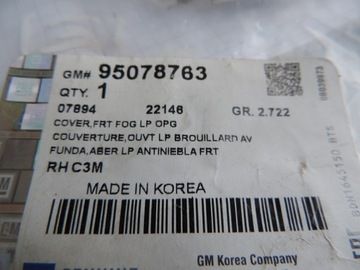 GM# 95078763
QTY. 1
07894 22146 GR. 2.722
COVER,FRT FOG LP OPG
COUVERTURE,OUVT LP BROUILLARD AV
FUNDA,ABER LP ANTINIEBLA FRT
RH C3M
MADE IN KOREA
GM Korea Company